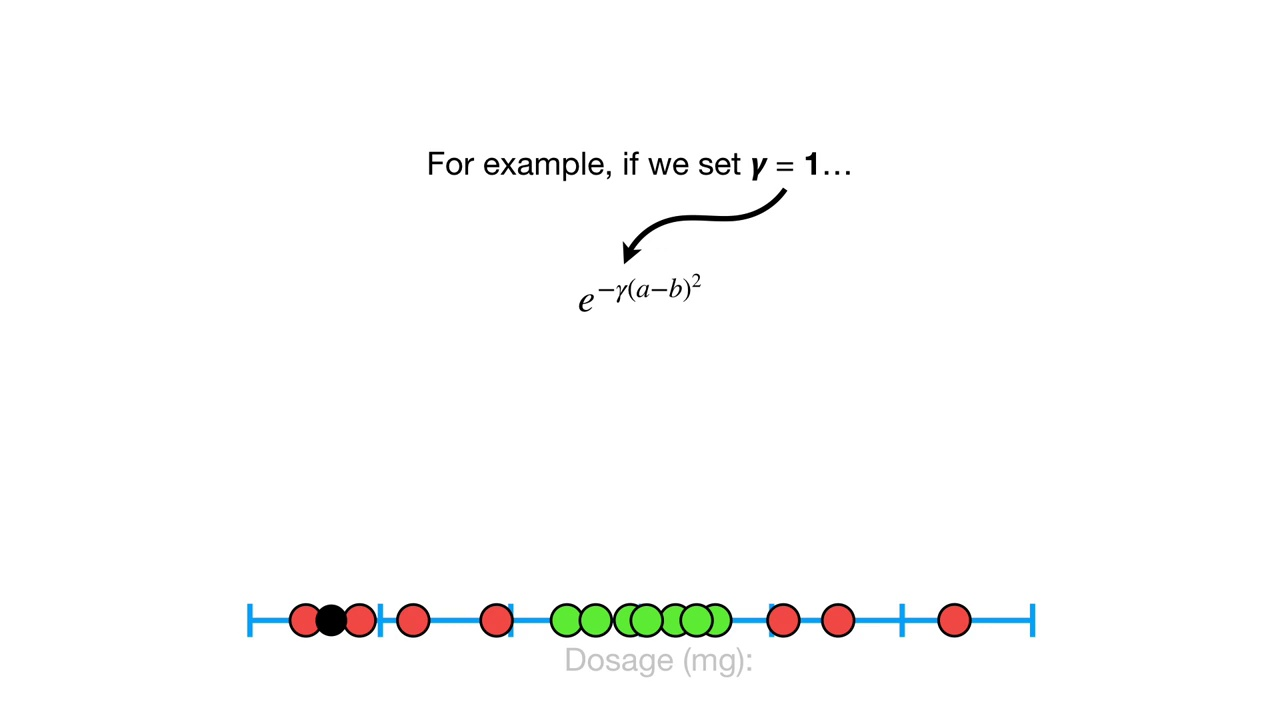 For example, if we set γ = 1…
e^{−γ(a−b)^2}
Dosage (mg):